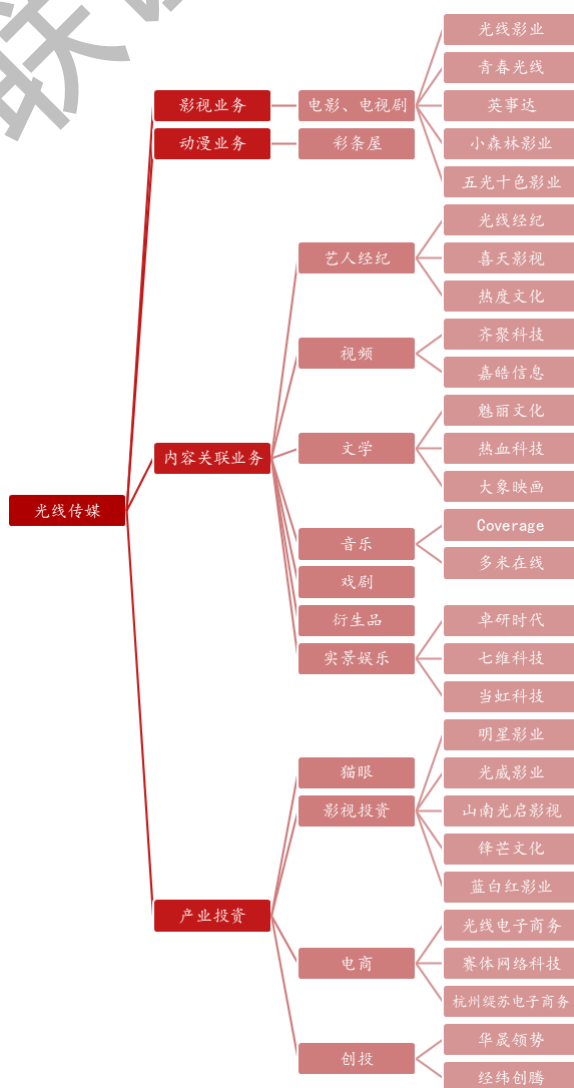 联
光线影业
青春光线
影视业务
电影、电视剧
英事达
动漫业务
彩条屋
小森林影业
五光十色影业
光线经纪
艺人经纪
喜天影视
热度文化
齐聚科技
视频
嘉皓信息
魅丽文化
内容关联业务
文学
热血科技
大象映画
光线传媒
Coverage
音乐
多米在线
戏剧
衍生品
卓研时代
实景娱乐
七维科技
当虹科技
明星影业
猫眼
光威影业
影视投资
山南光启影视
锋芒文化
蓝白红影业
产业投资
光线电子商务
电商
赛体网络科技
杭州缇苏电子商务
华晟领势
创投
经纬创腾